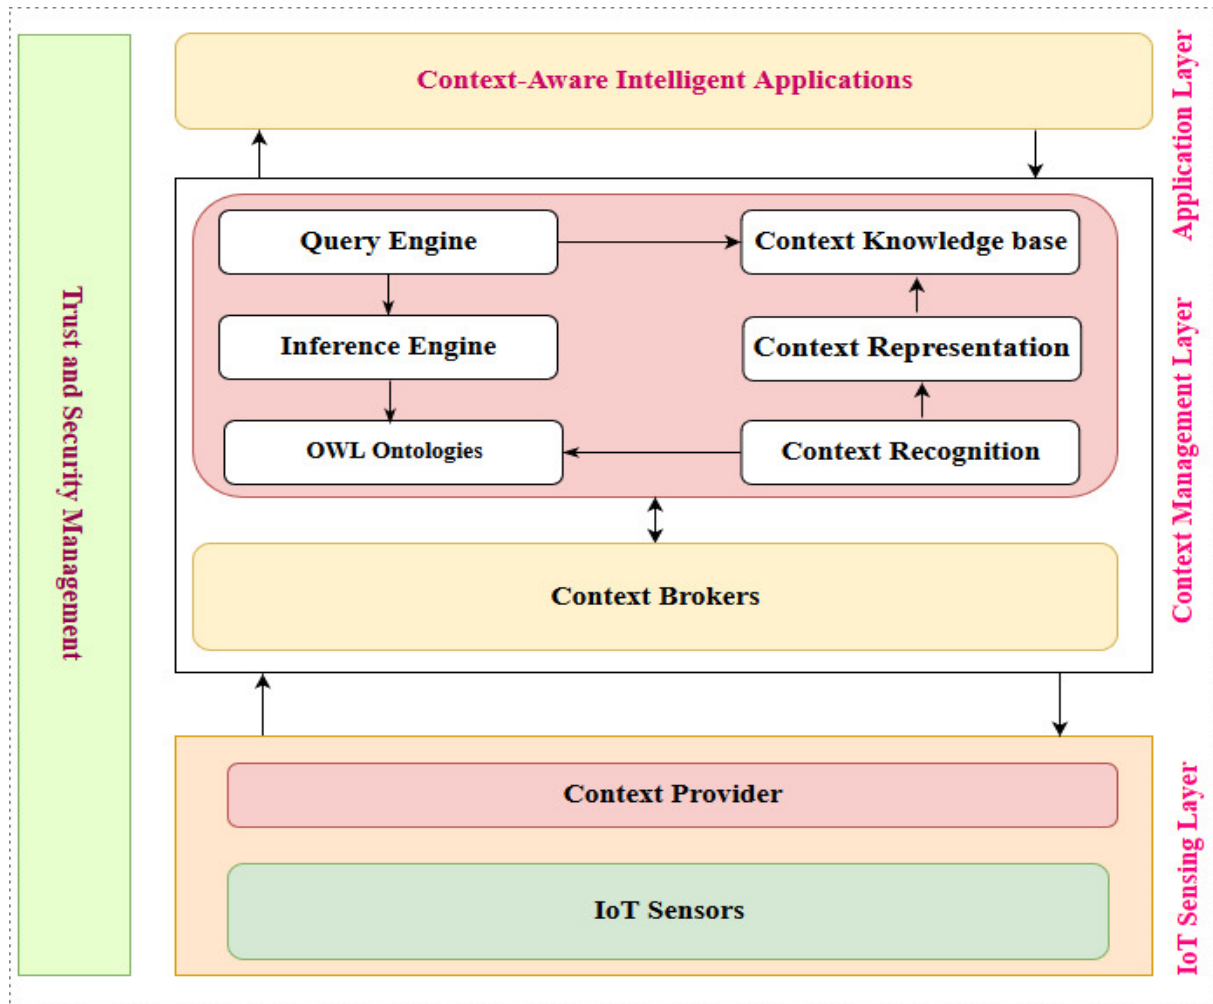 Context-Aware Intelligent Applications
Application Layer
Query Engine
Context Knowledge base
Inference Engine
Context Representation
OWL Ontologies
Context Recognition
Context Management Layer
Context Brokers
Trust and Security Management
Context Provider
IoT Sensors
IoT Sensing Layer